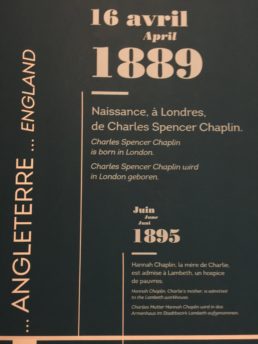 16 avril
April
1889
Naissance, à Londres,
de Charles Spencer Chaplin.
Charles Spencer Chaplin
is born in London.
Charles Spencer Chaplin wird
in London geboren.
Juin
June
Juni
1895
Hannah Chaplin, la mère de Charlie,
est admise à Lambeth, un hospice
de pauvres.
Hannah Chaplin, Charlie's mother, is admitted
to the Lambeth workhouse.
Charlies Mutter Hannah Chaplin wird in das
Armenhaus im Stadtbezirk Lambeth aufgenommen.
... ANGLETERRE ... ENGLAND